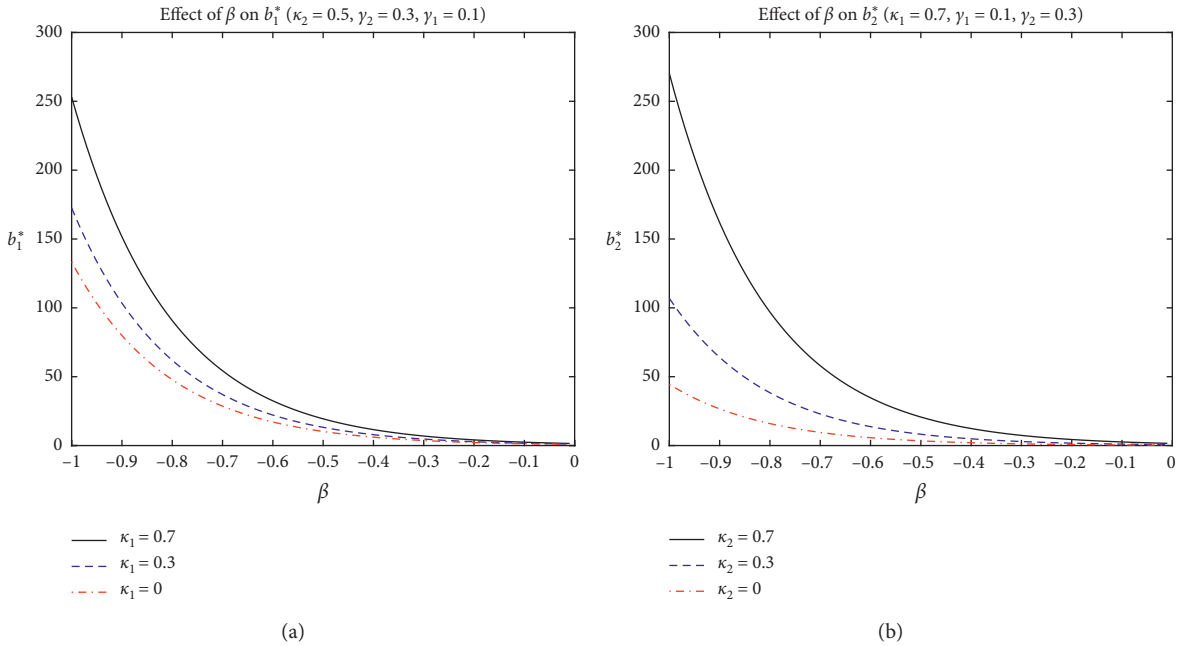 Effect of β on b₁* (κ₂ = 0.5, γ₂ = 0.3, γ₁ = 0.1)
300
250
200
150
100
50
0
b₁*
–1 –0.9 –0.8 –0.7 –0.6 –0.5 –0.4 –0.3 –0.2 –0.1 0
β
κ₁ = 0.7
κ₁ = 0.3
κ₁ = 0
(a)
Effect of β on b₂* (κ₁ = 0.7, γ₁ = 0.1, γ₂ = 0.3)
300
250
200
150
100
50
0
b₂*
–1 –0.9 –0.8 –0.7 –0.6 –0.5 –0.4 –0.3 –0.2 –0.1 0
β
κ₂ = 0.7
κ₂ = 0.3
κ₂ = 0
(b)